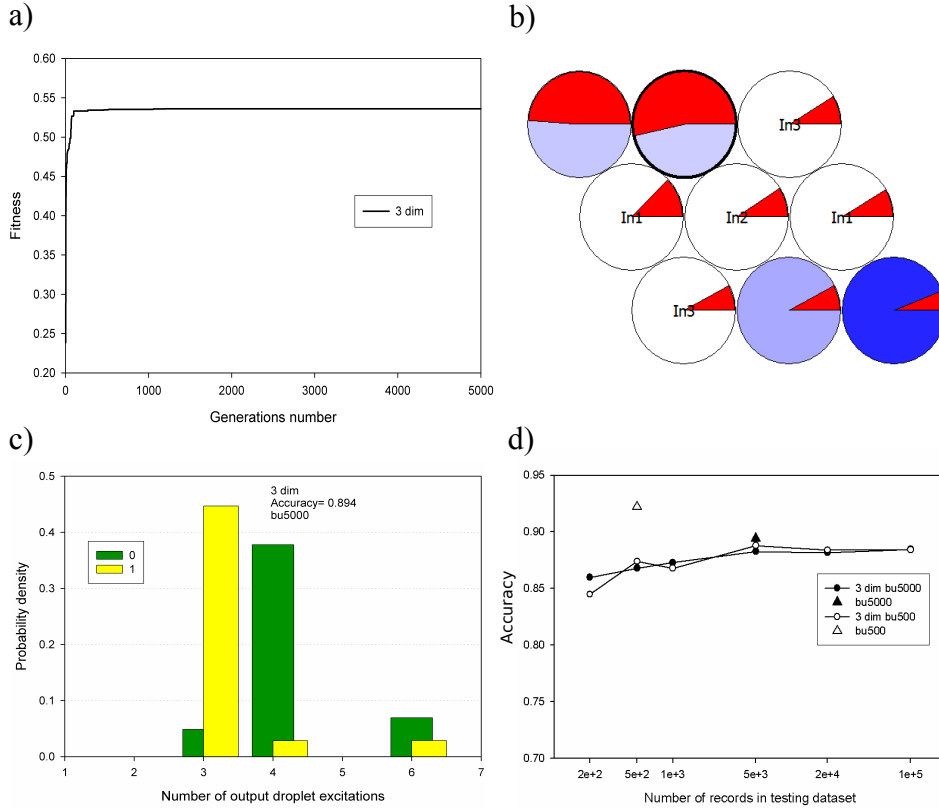 a)
0.60
0.55
0.50
0.45
0.40
0.35
0.30
0.25
0.20
Fitness
3 dim
0 1000 2000 3000 4000 5000
Generations number
b)
In3
In1 In2 In1
In3
c)
0.5
0.4
0.3
0.2
0.1
0.0
Probability density
3 dim
Accuracy= 0.894
bu5000
0
1
1 2 3 4 5 6 7
Number of output droplet excitations
d)
0.95
0.90
0.85
0.80
0.75
0.70
Accuracy
3 dim bu5000
bu5000
3 dim bu500
bu500
2e+2 5e+2 1e+3 5e+3 2e+4 1e+5
Number of records in testing dataset